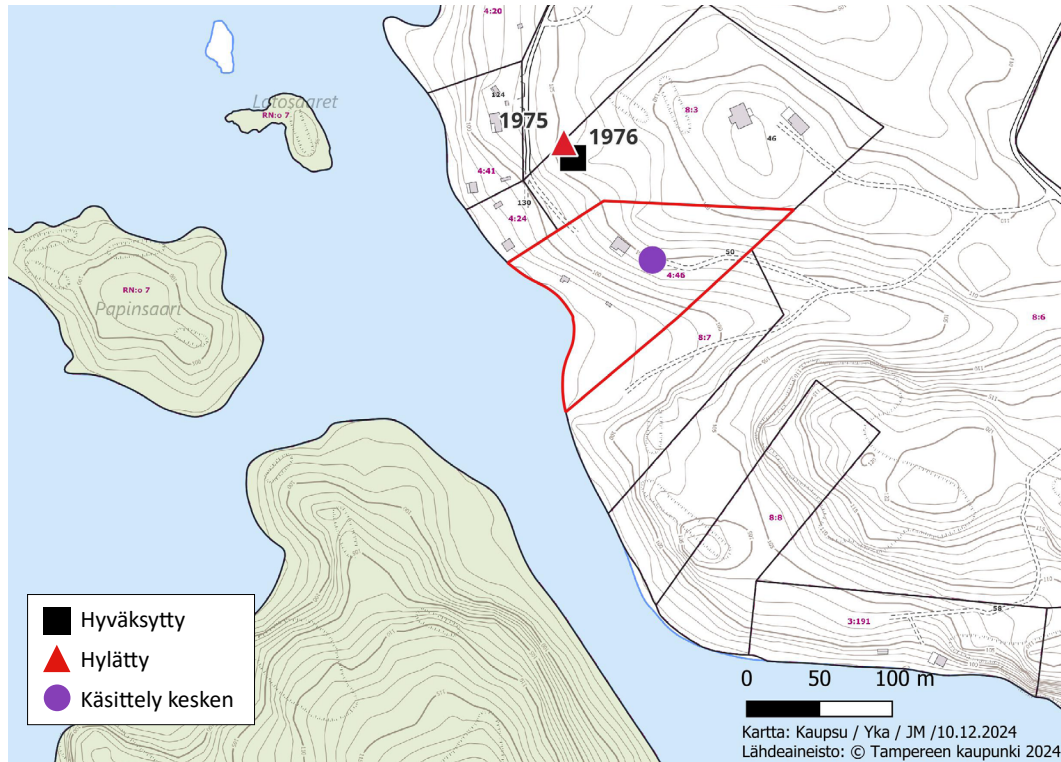 4:20
Lotosaaret
RN:o 7
124
1975
1976
8:3
46
4:41
130
4:24
50
4:46
RN:o 7
Papinsaari
8:7
8:6
8:8
3:191
58
Hyväksytty
Hylätty
Käsittely kesken
0 50 100 m
Kartta: Kaupsu / Yka / JM /10.12.2024
Lähdeaineisto: © Tampereen kaupunki 2024